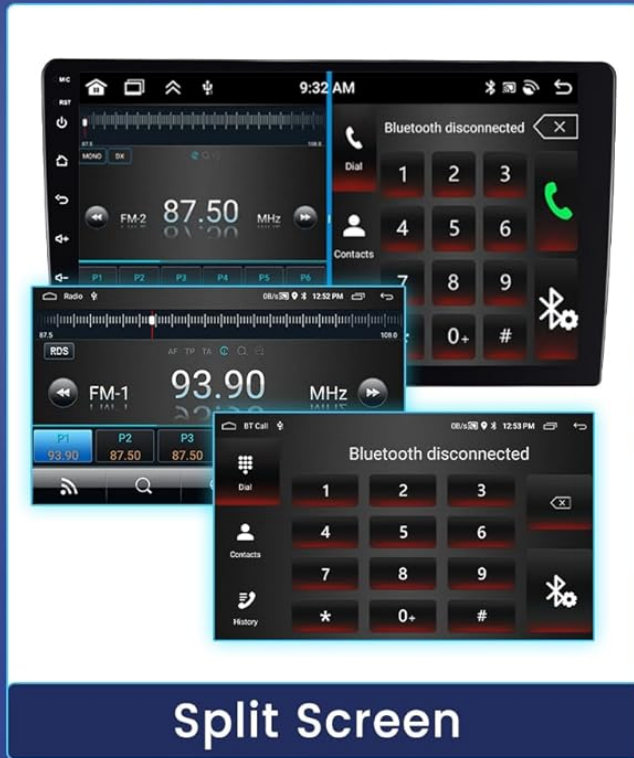 MIC
RST
9:32 AM
87.5
108.0
MONO DX
FM-2 87.50 MHz
P1 P2 P3 P4 P5 P6
Bluetooth disconnected
Dial
Contacts
1 2 3
4 5 6
7 8 9
* 0+ #
Radio 0B/s 12:52 PM
87.5 108.0
RDS AF TP TA
FM-1 93.90 MHz
P1 P2 P3
93.90 87.50 87.50
BT Call 0B/s 12:53 PM
Bluetooth disconnected
Dial
Contacts
History
1 2 3
4 5 6
7 8 9
* 0+ #
Split Screen